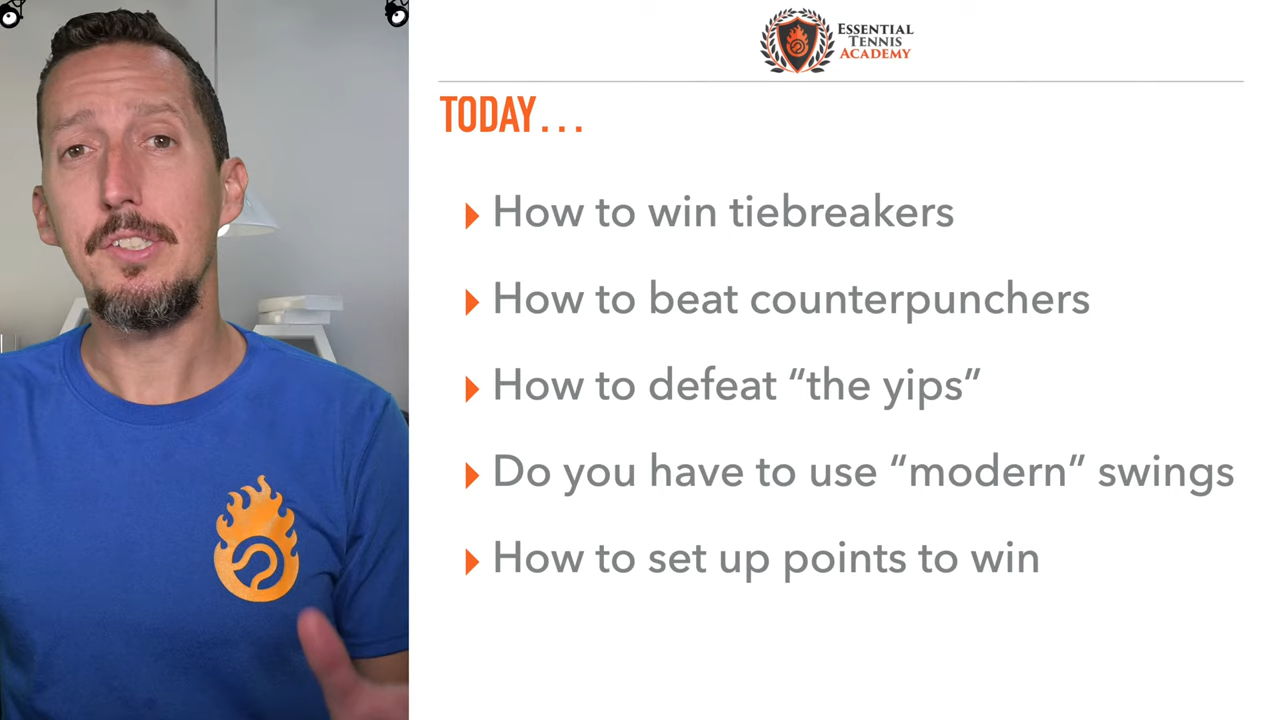 ESSENTIAL
TENNIS
ACADEMY
TODAY...
How to win tiebreakers
How to beat counterpunchers
How to defeat “the yips”
Do you have to use “modern” swings
How to set up points to win